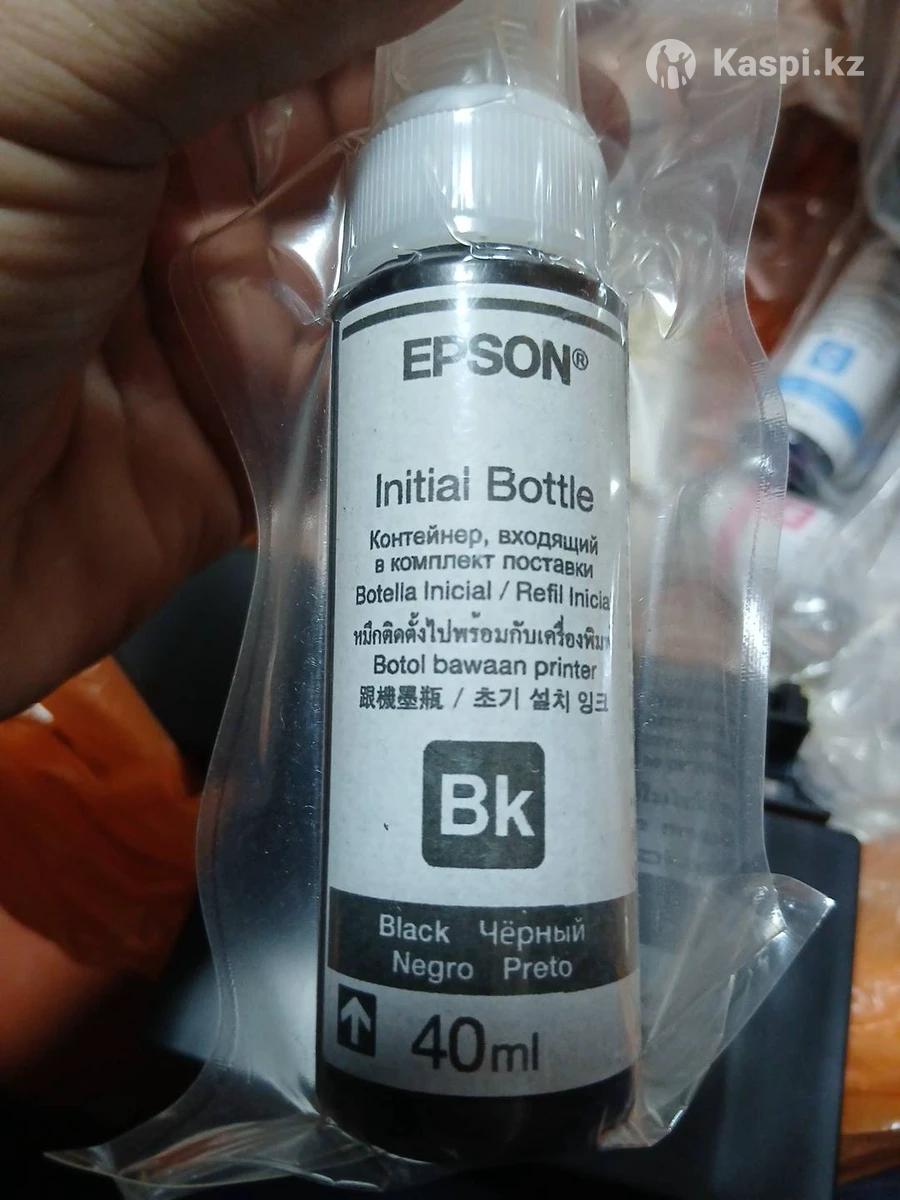 Kaspi.kz
EPSON®
Initial Bottle
Контейнер, входящий
в комплект поставки
Botella Inicial / Refil Inicial
หมึกติดตั้งไปพร้อมกับเครื่องพิมพ์
Botol bawaan printer
跟機墨瓶 / 초기 설치 잉크
Bk
Black Чёрный
Negro Preto
40ml